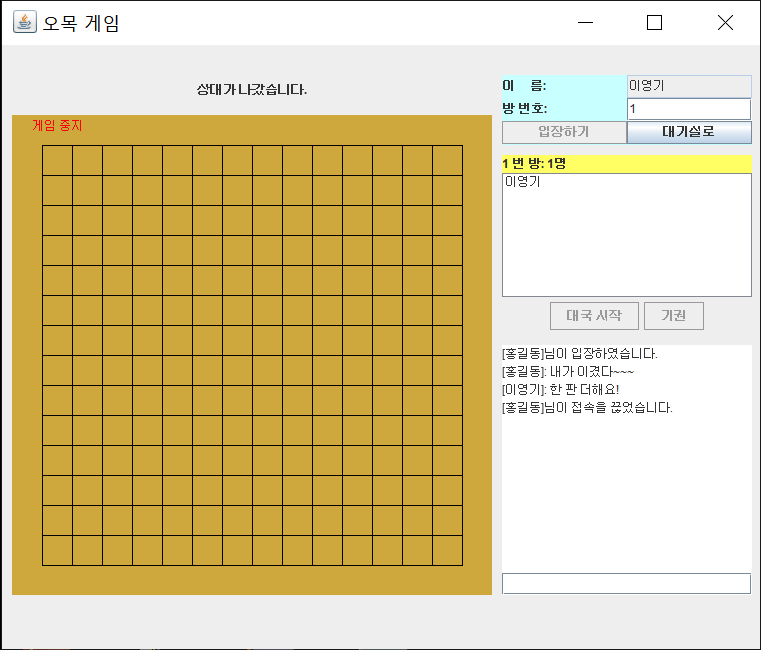 오목 게임
상대가 나갔습니다.
게임 중지
이 름: 이영기
방 번호: 1
입장하기 대기실로
1 번 방: 1명
이영기
대국 시작 기권
[홍길동]님이 입장하였습니다.
[홍길동]: 내가 이겼다~~~
[이영기]: 한 판 더해요!
[홍길동]님이 접속을 끊었습니다.